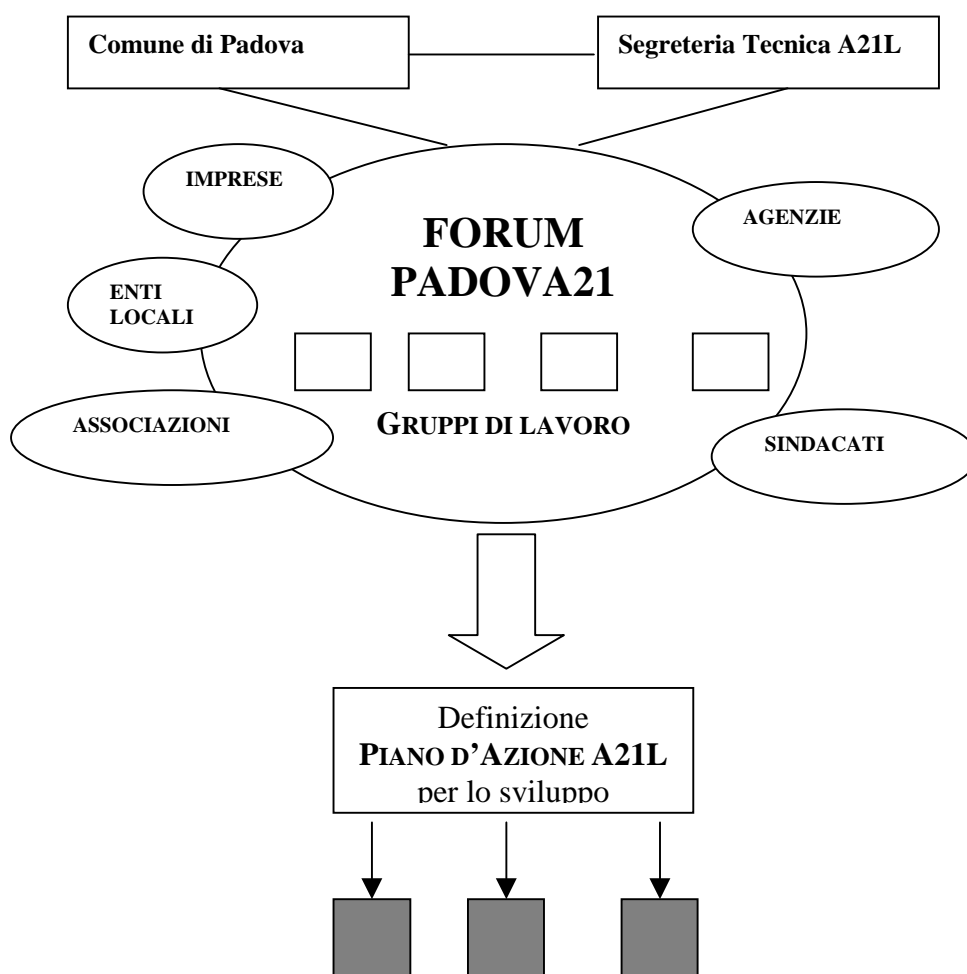 Comune di Padova
Segreteria Tecnica A21L
IMPRESE
AGENZIE
FORUM
PADOVA21
ENTI
LOCALI
ASSOCIAZIONI
GRUPPI DI LAVORO
SINDACATI
Definizione
PIANO D’AZIONE A21L
per lo sviluppo